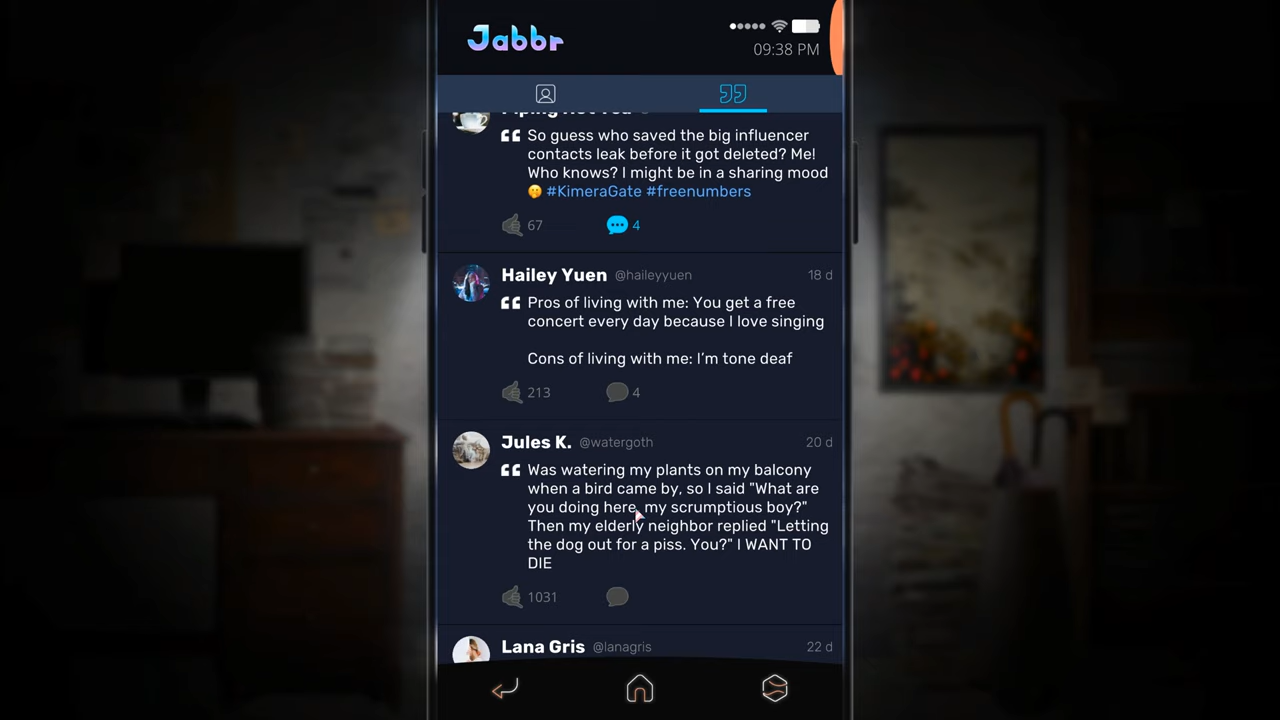 Jabbr
09:38 PM
So guess who saved the big influencer
contacts leak before it got deleted? Me!
Who knows? I might be in a sharing mood
#KimeraGate #freenumbers
67
4
Hailey Yuen @haileyyuen 18 d
Pros of living with me: You get a free
concert every day because I love singing
Cons of living with me: I'm tone deaf
213
4
Jules K. @watergoth 20 d
Was watering my plants on my balcony
when a bird came by, so I said "What are
you doing here, my scrumptious boy?"
Then my elderly neighbor replied "Letting
the dog out for a piss. You?" I WANT TO
DIE
1031
Lana Gris @lanagris 22 d